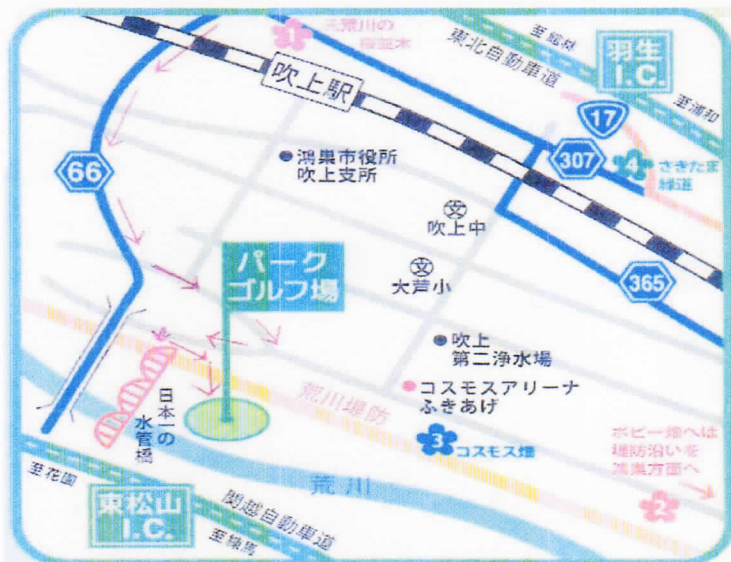 1
元荒川の
桜並木
至館林
東北自動車道
羽生
I.C.
至浦和
吹上駅
17
307
4
さきたま
緑道
66
鴻巣市役所
吹上支所
文
吹上中
パーク
ゴルフ場
文
大芦小
365
吹上
第二浄水場
コスモスアリーナ
ふきあげ
荒川堤防
日本一の
水管橋
3
コスモス畑
ポピー畑へは
堤防沿いを
鴻巣方面へ
2
荒川
至花園
東松山
I.C.
関越自動車道
至練馬